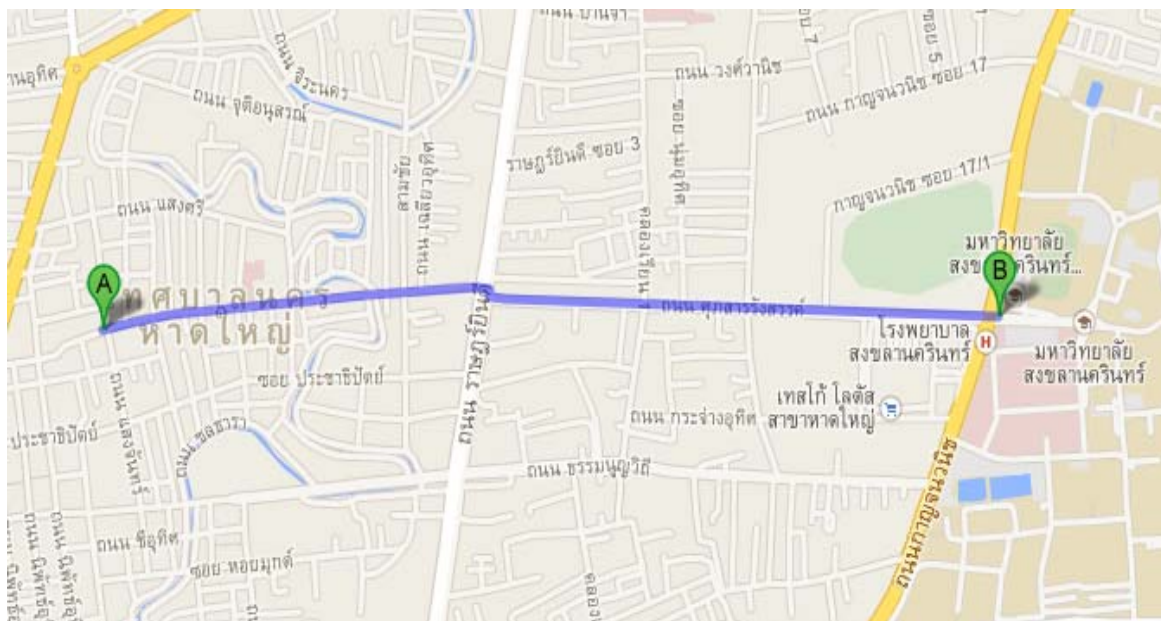 ถนน จิระนคร
ถนน จุติอนุสรณ์
ถนน วงศ์วานิช
ถนน กาญจนวนิช ซอย 17
ราษฎร์ยินดี ซอย 3
กาญจนวนิช ซอย 17/1
ถนน แสงศรี
มหาวิทยาลัย
A
B
เทศบาลนคร
หาดใหญ่
ถนน ศุภสารรังสรรค์
โรงพยาบาล
สงขลานครินทร์
H
มหาวิทยาลัย
สงขลานครินทร์
ถนน ราษฎร์ยินดี
ซอย ประชาธิปัตย์
เทสโก้ โลตัส
สาขาหาดใหญ่
ถนน กระจ่างอุทิศ
ประชาธิปัตย์
ถนน ชลธารา
ถนน ธรรมนูญวิถี
ถนนกาญจนวนิช
ถนน ชีอุทิศ
ซอย หอยมุกด์